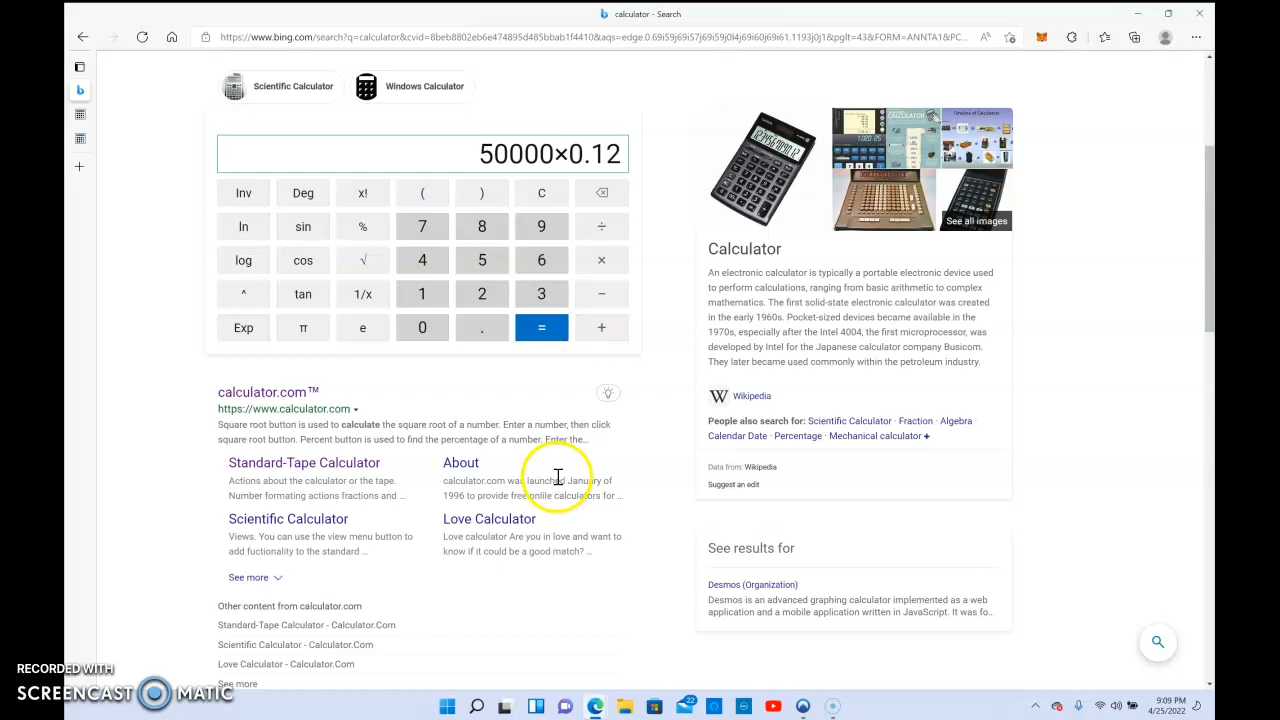 calculator - Search
https://www.bing.com/search?q=calculator&cvid=8beb8802eb6e474895d485bbab1f4410&aqs=edge.0.69i59j69i57j69i59j0l4j69i60j69i61.1193j0j1&pglt=43&FORM=ANNTA1&PC...
Scientific Calculator
Windows Calculator
50000×0.12
Inv Deg x! ( ) C
ln sin % 7 8 9 ÷
log cos √ 4 5 6 ×
^ tan 1/x 1 2 3 −
Exp π e 0 . = +
calculator.com™
https://www.calculator.com
Square root button is used to calculate the square root of a number. Enter a number, then click
square root button. Percent button is used to find the percentage of a number. Enter the...
Standard-Tape Calculator
Actions about the calculator or the tape.
Number formating actions fractions and ...
About
calculator.com was launched January of
1996 to provide free onlile calculators for ...
Scientific Calculator
Views. You can use the view menu button to
add fuctionality to the standard ...
Love Calculator
Love calculator Are you in love and want to
know if it could be a good match? ...
See more
Other content from calculator.com
Standard-Tape Calculator - Calculator.Com
Scientific Calculator - Calculator.Com
Love Calculator - Calculator.Com
See more
Timeline of Calculators
See all images
Calculator
An electronic calculator is typically a portable electronic device used
to perform calculations, ranging from basic arithmetic to complex
mathematics. The first solid-state electronic calculator was created
in the early 1960s. Pocket-sized devices became available in the
1970s, especially after the Intel 4004, the first microprocessor, was
developed by Intel for the Japanese calculator company Busicom.
They later became used commonly within the petroleum industry.
W Wikipedia
People also search for: Scientific Calculator · Fraction · Algebra ·
Calendar Date · Percentage · Mechanical calculator +
Data from: Wikipedia
Suggest an edit
See results for
Desmos (Organization)
Desmos is an advanced graphing calculator implemented as a web
application and a mobile application written in JavaScript. It was fo...
RECORDED WITH
SCREENCAST MATIC
22
9:09 PM
4/25/2022